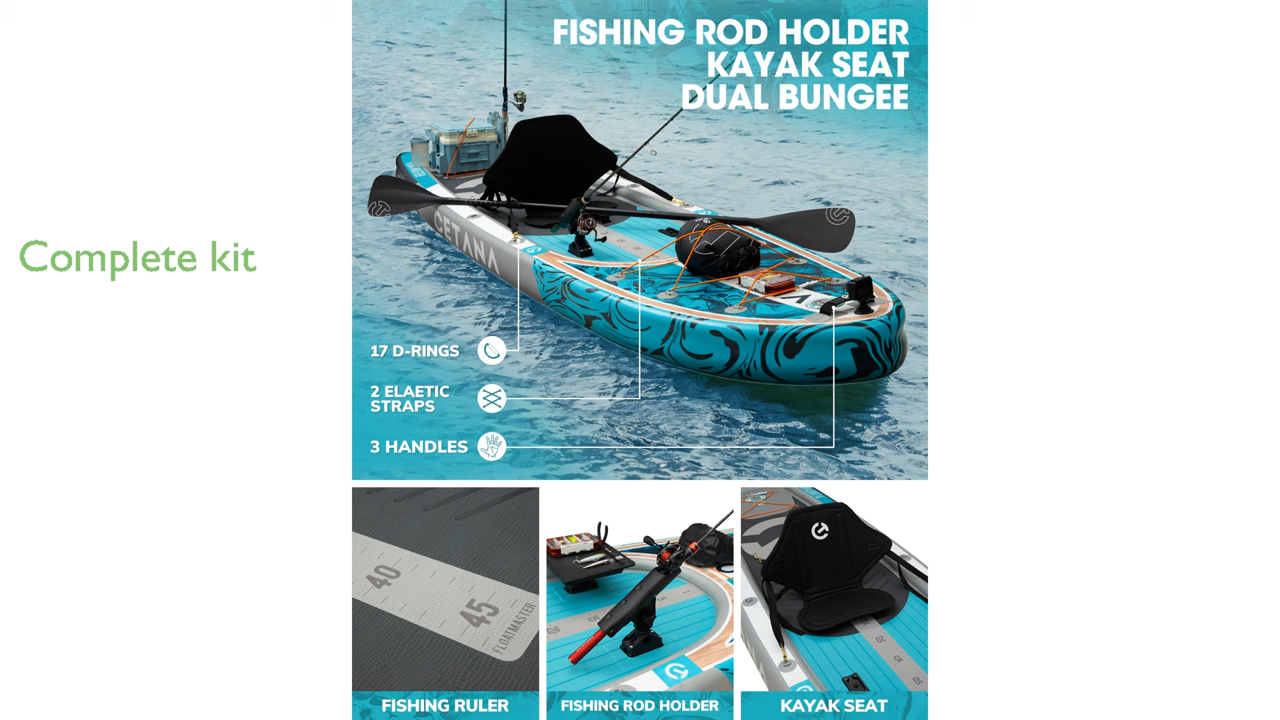 FISHING ROD HOLDER
KAYAK SEAT
DUAL BUNGEE
Complete kit
CETANA
17 D-RINGS
2 ELAETIC
STRAPS
3 HANDLES
40
45
FLOATMASTER
FISHING RULER
FISHING ROD HOLDER
KAYAK SEAT